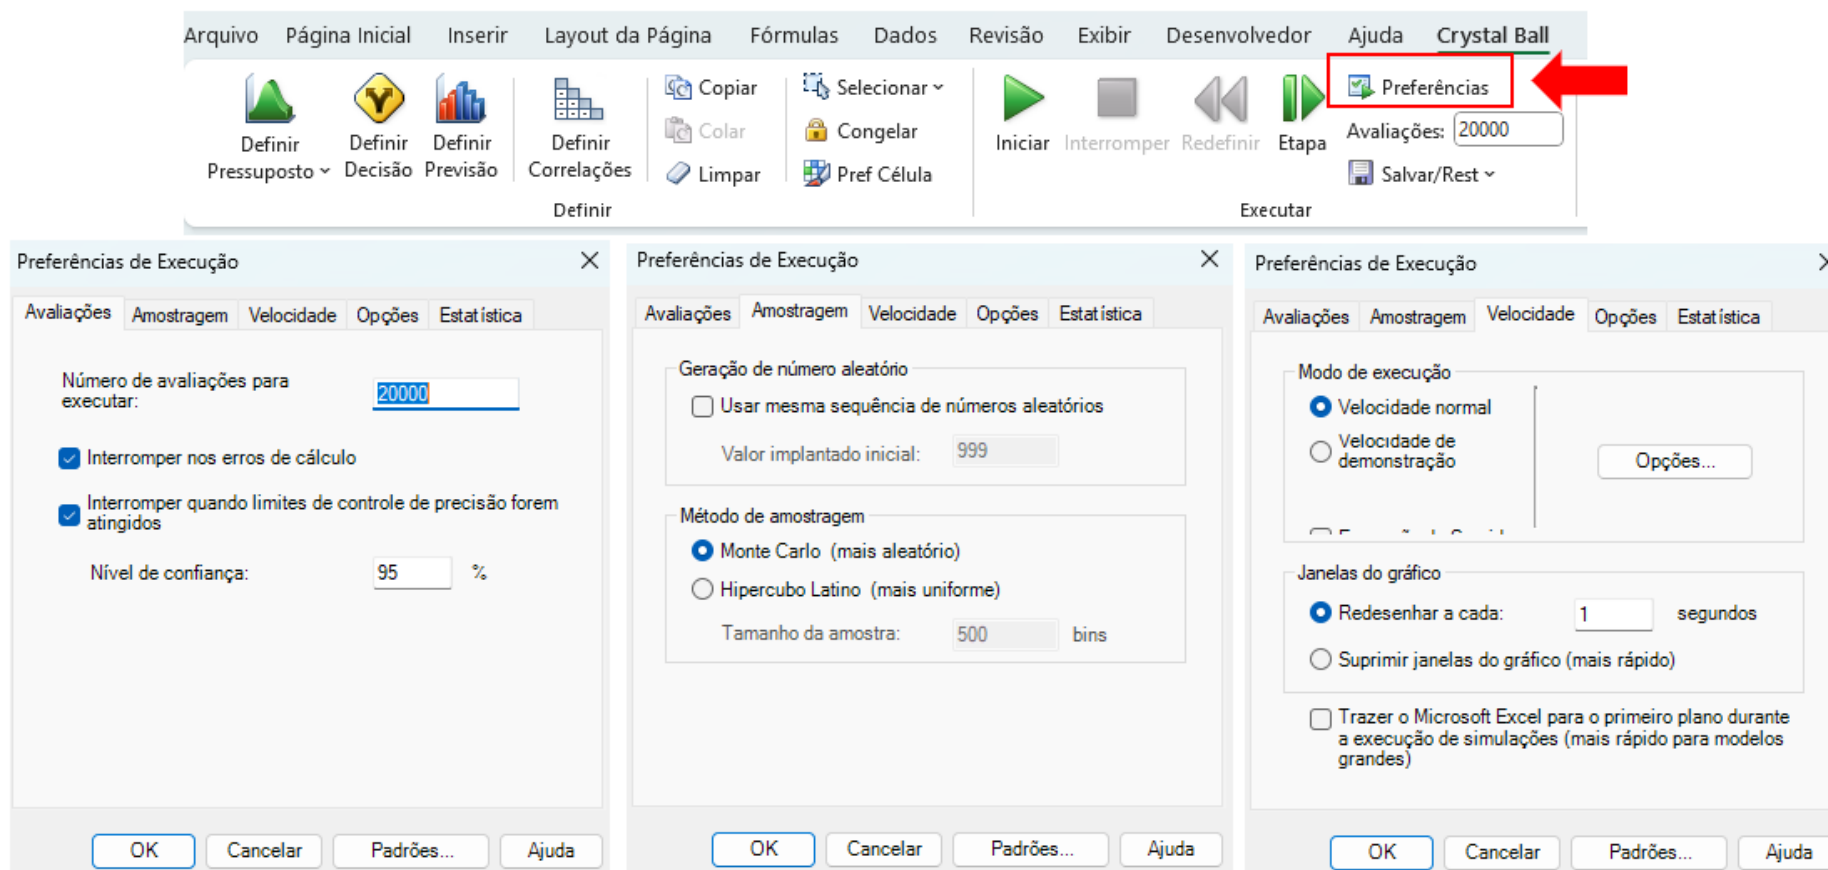 Arquivo Página Inicial Inserir Layout da Página Fórmulas Dados Revisão Exibir Desenvolvedor Ajuda Crystal Ball
Definir Pressuposto
Definir Decisão
Definir Previsão
Definir Correlações
Copiar
Colar
Limpar
Selecionar
Congelar
Pref Célula
Definir
Iniciar
Interromper
Redefinir
Etapa
Preferências
Avaliações: 20000
Salvar/Rest
Executar
Preferências de Execução
Avaliações Amostragem Velocidade Opções Estatística
Número de avaliações para
executar:
20000
Interromper nos erros de cálculo
Interromper quando limites de controle de precisão forem
atingidos
Nível de confiança: 95 %
OK Cancelar Padrões... Ajuda
Preferências de Execução
Avaliações Amostragem Velocidade Opções Estatística
Geração de número aleatório
Usar mesma sequência de números aleatórios
Valor implantado inicial: 999
Método de amostragem
Monte Carlo (mais aleatório)
Hipercubo Latino (mais uniforme)
Tamanho da amostra: 500 bins
OK Cancelar Padrões... Ajuda
Preferências de Execução
Avaliações Amostragem Velocidade Opções Estatística
Modo de execução
Velocidade normal
Velocidade de
demonstração
Opções...
Janelas do gráfico
Redesenhar a cada: 1 segundos
Suprimir janelas do gráfico (mais rápido)
Trazer o Microsoft Excel para o primeiro plano durante
a execução de simulações (mais rápido para modelos
grandes)
OK Cancelar Padrões... Ajuda